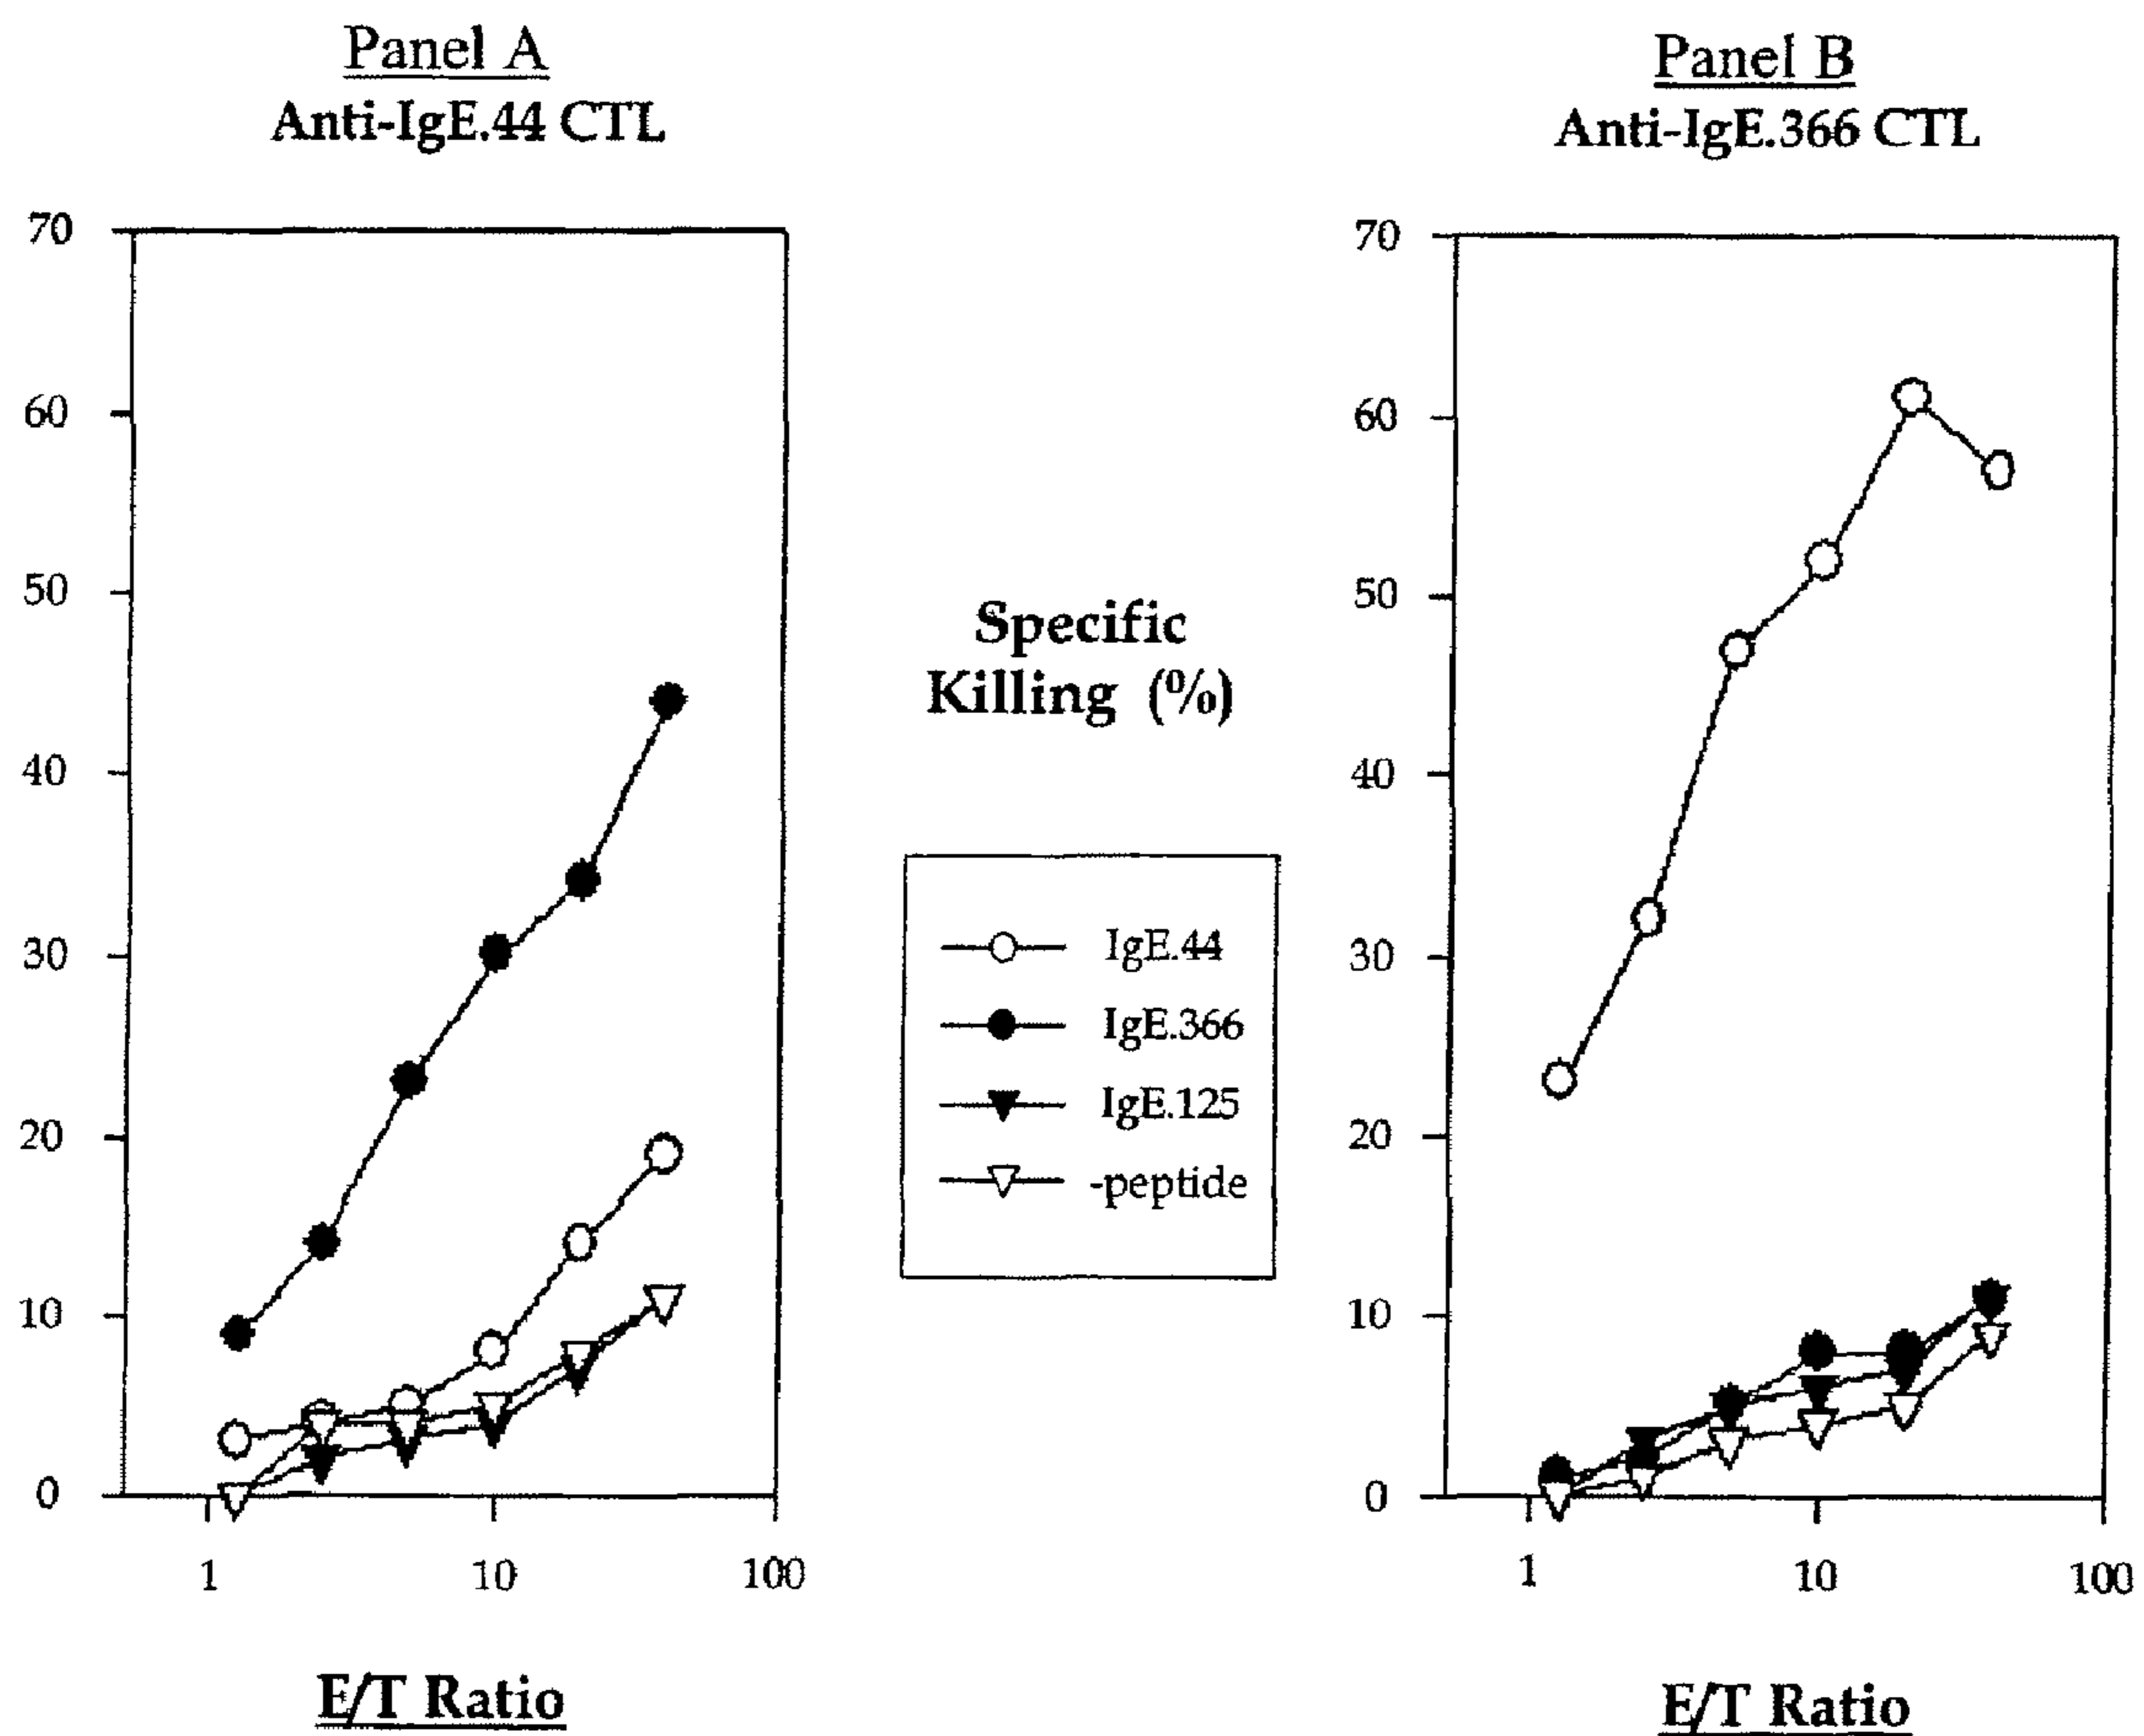 Panel A
Anti-IgE.44 CTL
70
60
50
40
30
20
10
0
1
10
100
E/T Ratio
Specific
Killing (%)
IgE.44
IgE.366
IgE.125
-peptide
Panel B
Anti-IgE.366 CTL
70
60
50
40
30
20
10
0
1
10
100
E/T Ratio